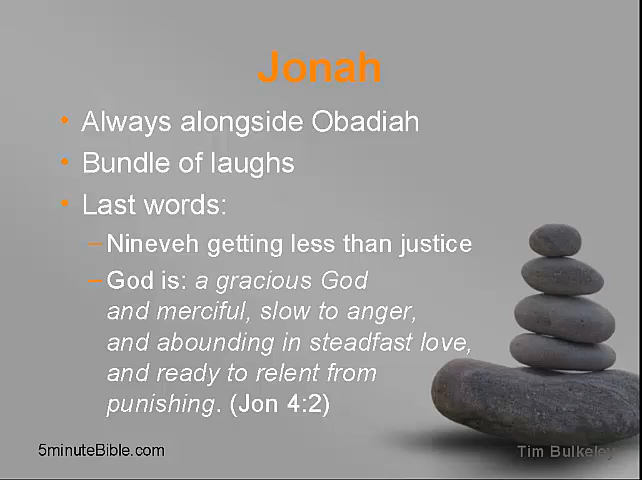 Jonah
• Always alongside Obadiah
• Bundle of laughs
• Last words:
– Nineveh getting less than justice
– God is: a gracious God
and merciful, slow to anger,
and abounding in steadfast love,
and ready to relent from
punishing. (Jon 4:2)
5minuteBible.com
Tim Bulkeley